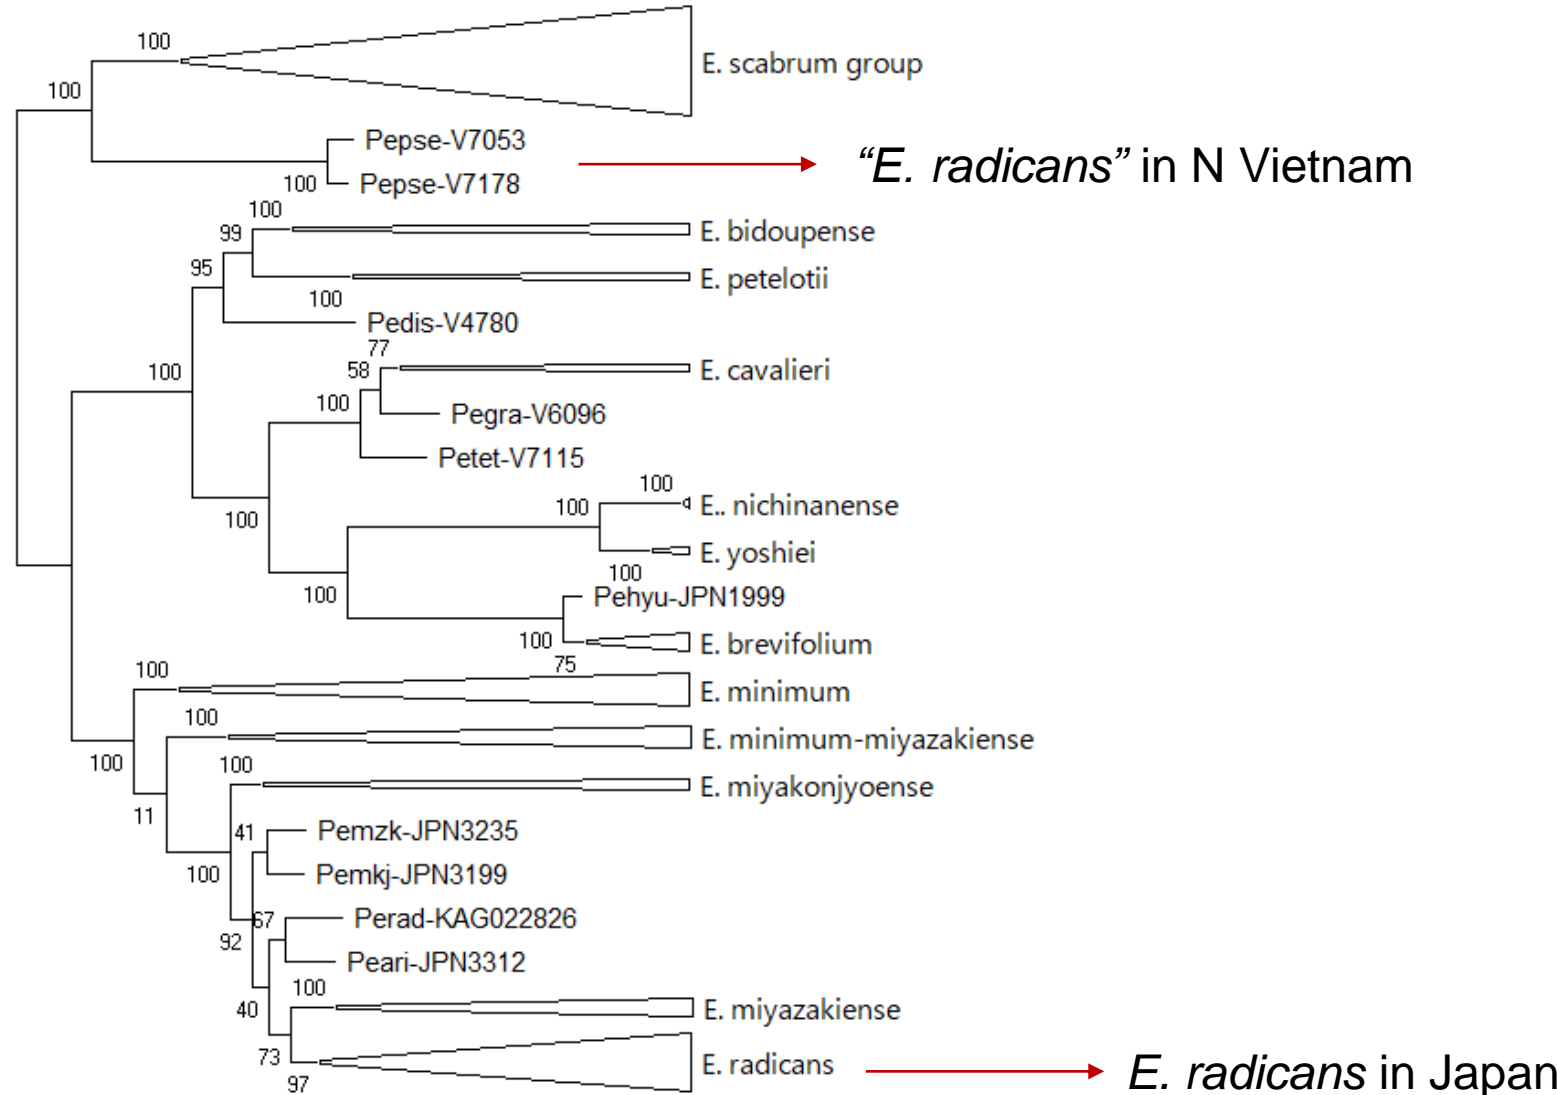 100
E. scabrum group
100
Pepse-V7053
"E. radicans" in N Vietnam
100
Pepse-V7178
100
E. bidoupense
99
95
E. petelotii
100
Pedis-V4780
77
58
E. cavalieri
100
100
Pegra-V6096
Petet-V7115
100
100
E.. nichinanense
100
E. yoshiei
100
100
Pehyu-JPN1999
100
E. brevifolium
75
100
E. minimum
100
E. minimum-miyazakiense
100
100
E. miyakonjyoense
11
41
Pemzk-JPN3235
100
Pemkj-JPN3199
67
Perad-KAG022826
92
Peari-JPN3312
100
40
E. miyazakiense
73
E. radicans
E. radicans in Japan
97